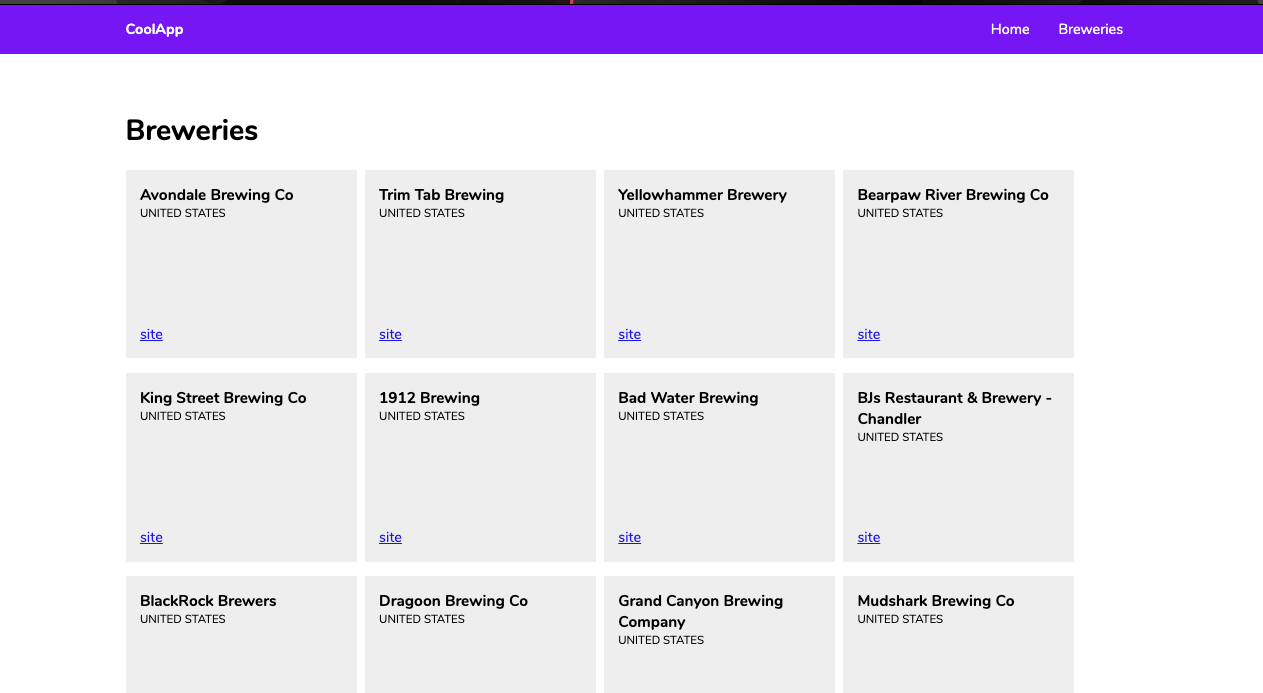 CoolApp
Home
Breweries
Breweries
Avondale Brewing Co
UNITED STATES
site
Trim Tab Brewing
UNITED STATES
site
Yellowhammer Brewery
UNITED STATES
site
Bearpaw River Brewing Co
UNITED STATES
site
King Street Brewing Co
UNITED STATES
site
1912 Brewing
UNITED STATES
site
Bad Water Brewing
UNITED STATES
site
BJs Restaurant & Brewery -
Chandler
UNITED STATES
site
BlackRock Brewers
UNITED STATES
Dragoon Brewing Co
UNITED STATES
Grand Canyon Brewing
Company
UNITED STATES
Mudshark Brewing Co
UNITED STATES